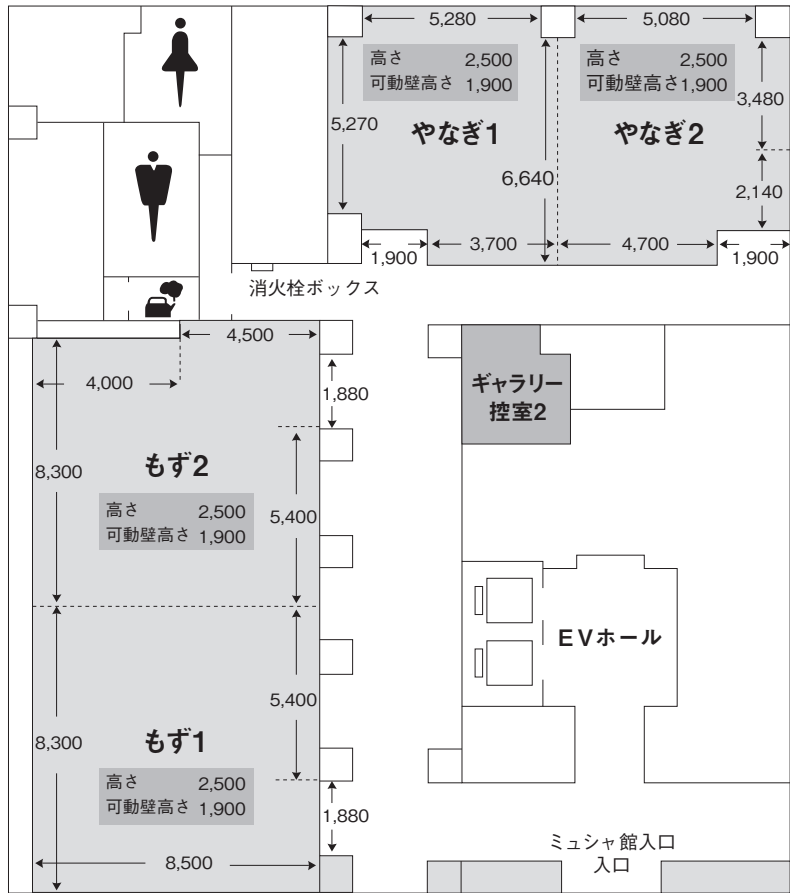 5,280
5,080
高さ 2,500
可動壁高さ 1,900
高さ 2,500
可動壁高さ 1,900
3,480
5,270
やなぎ1
やなぎ2
6,640
2,140
1,900
3,700
4,700
1,900
消火栓ボックス
4,500
4,000
1,880
ギャラリー
控室2
8,300
もず2
高さ 2,500
可動壁高さ 1,900
5,400
EVホール
5,400
8,300
もず1
高さ 2,500
可動壁高さ 1,900
1,880
8,500
ミュシャ館入口
入口